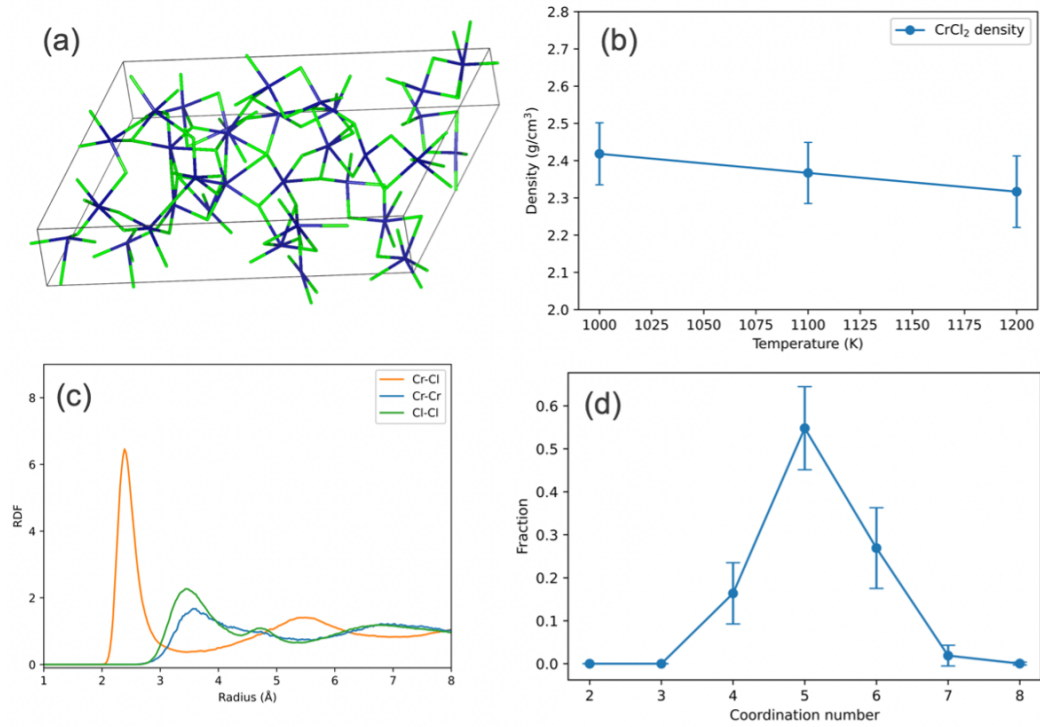 (a)
(b)
CrCl₂ density
2.8
2.7
2.6
2.5
2.4
2.3
2.2
2.1
2.0
Density (g/cm³)
1000 1025 1050 1075 1100 1125 1150 1175 1200
Temperature (K)
(c)
Cr-Cl
Cr-Cr
Cl-Cl
8
6
4
2
0
RDF
1 2 3 4 5 6 7 8
Radius (Å)
(d)
0.6
0.5
0.4
0.3
0.2
0.1
0.0
Fraction
2 3 4 5 6 7 8
Coordination number